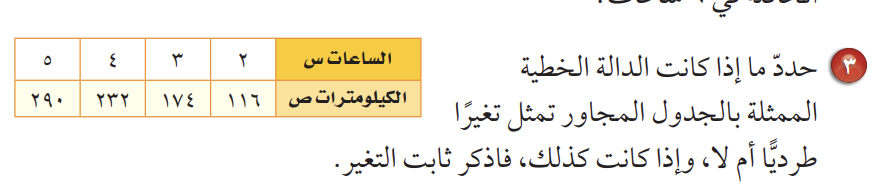 ٣ حددّ ما إذا كانت الدالة الخطية
الممثلة بالجدول المجاور تمثل تغيرًا
طرديًّا أم لا، وإذا كانت كذلك، فاذكر ثابت التغير.
الساعات س ٢ ٣ ٤ ٥
الكيلومترات ص ١١٦ ١٧٤ ٢٣٢ ٢٩٠